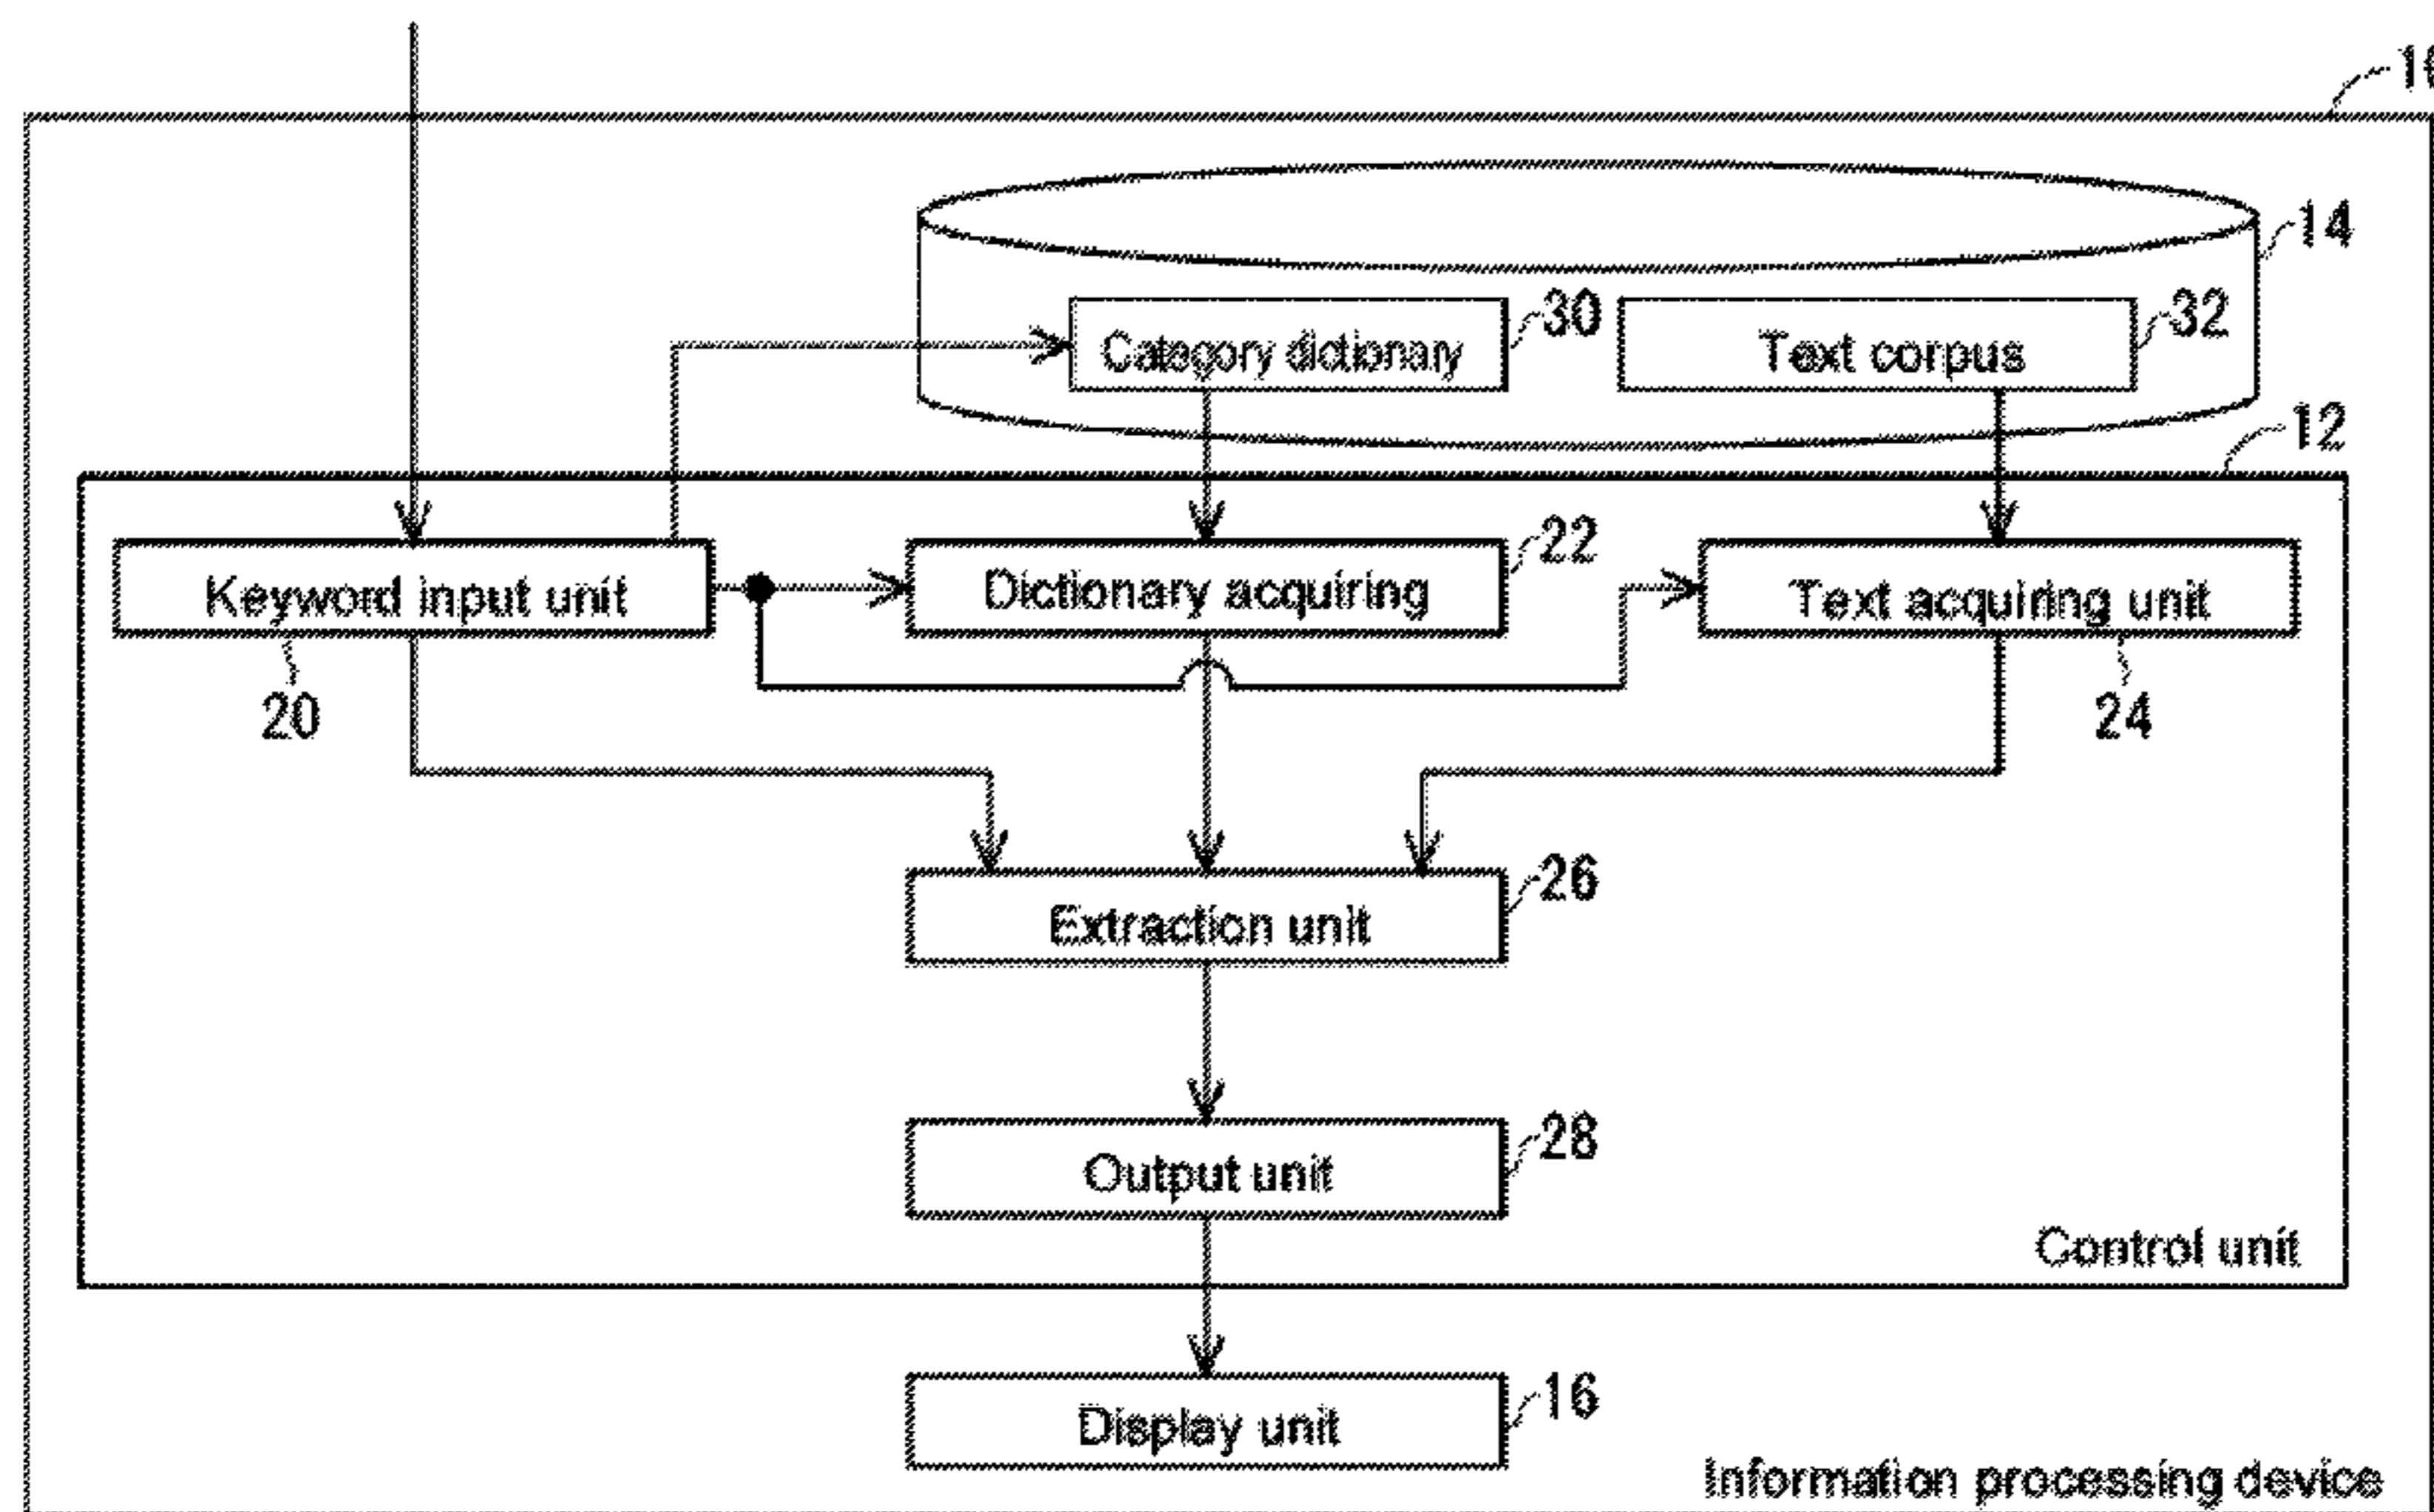 14
Category dictionary
30
Text corpus
32
12
Keyword input unit
Dictionary acquiring
22
Text acquiring unit
20
24
Extraction unit
26
Output unit
28
Control unit
Display unit
16
Information processing device